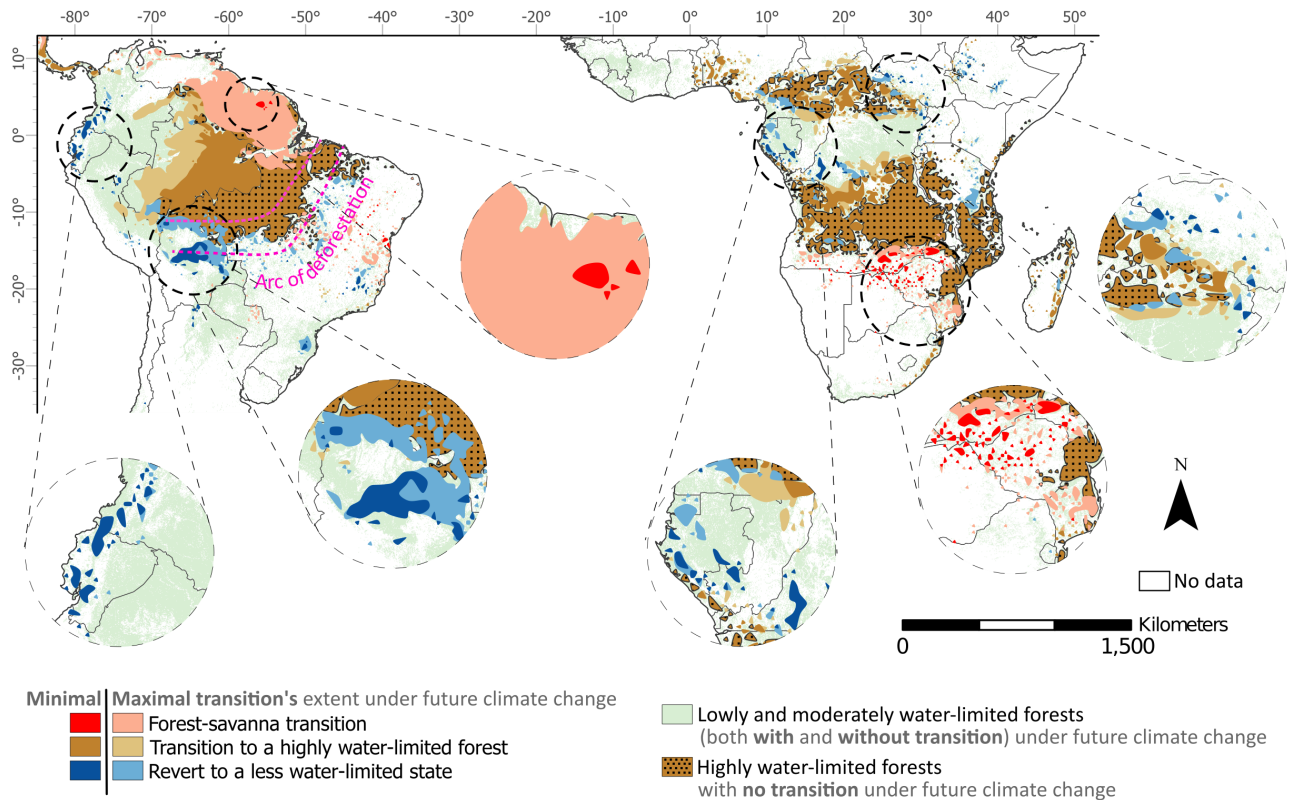 -80° -70° -60° -50° -40° -30° -20° -10° 0° 10° 20° 30° 40° 50°
10°
0°
-10°
-20°
-30°
Arc of deforestation
N
No data
Kilometers
0 1,500
Minimal Maximal transition's extent under future climate change
Forest-savanna transition
Transition to a highly water-limited forest
Revert to a less water-limited state
Lowly and moderately water-limited forests
(both with and without transition) under future climate change
Highly water-limited forests
with no transition under future climate change